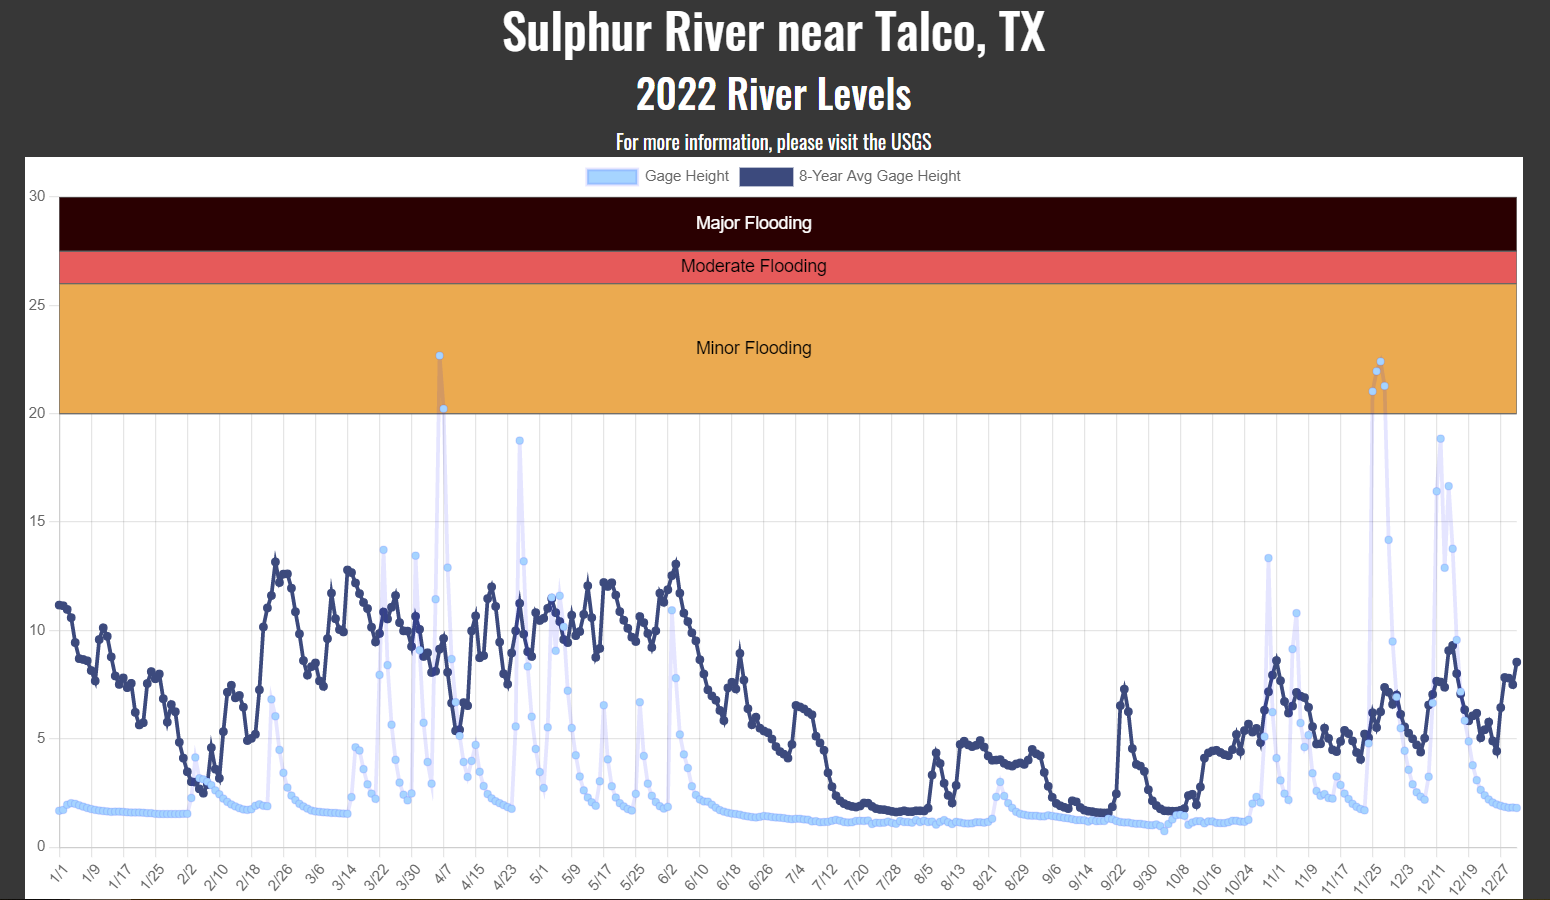 Sulphur River near Talco, TX
2022 River Levels
For more information, please visit the USGS
Gage Height 8-Year Avg Gage Height
30
Major Flooding
Moderate Flooding
25
Minor Flooding
20
15
10
5
0
1/1 1/9 1/17 1/25 2/2 2/10 2/18 2/26 3/6 3/14 3/22 3/30 4/7 4/15 4/23 5/1 5/9 5/17 5/25 6/2 6/10 6/18 6/26 7/4 7/12 7/20 7/28 8/5 8/13 8/21 8/29 9/6 9/14 9/22 9/30 10/8 10/16 10/24 11/1 11/9 11/17 11/25 12/3 12/11 12/19 12/27